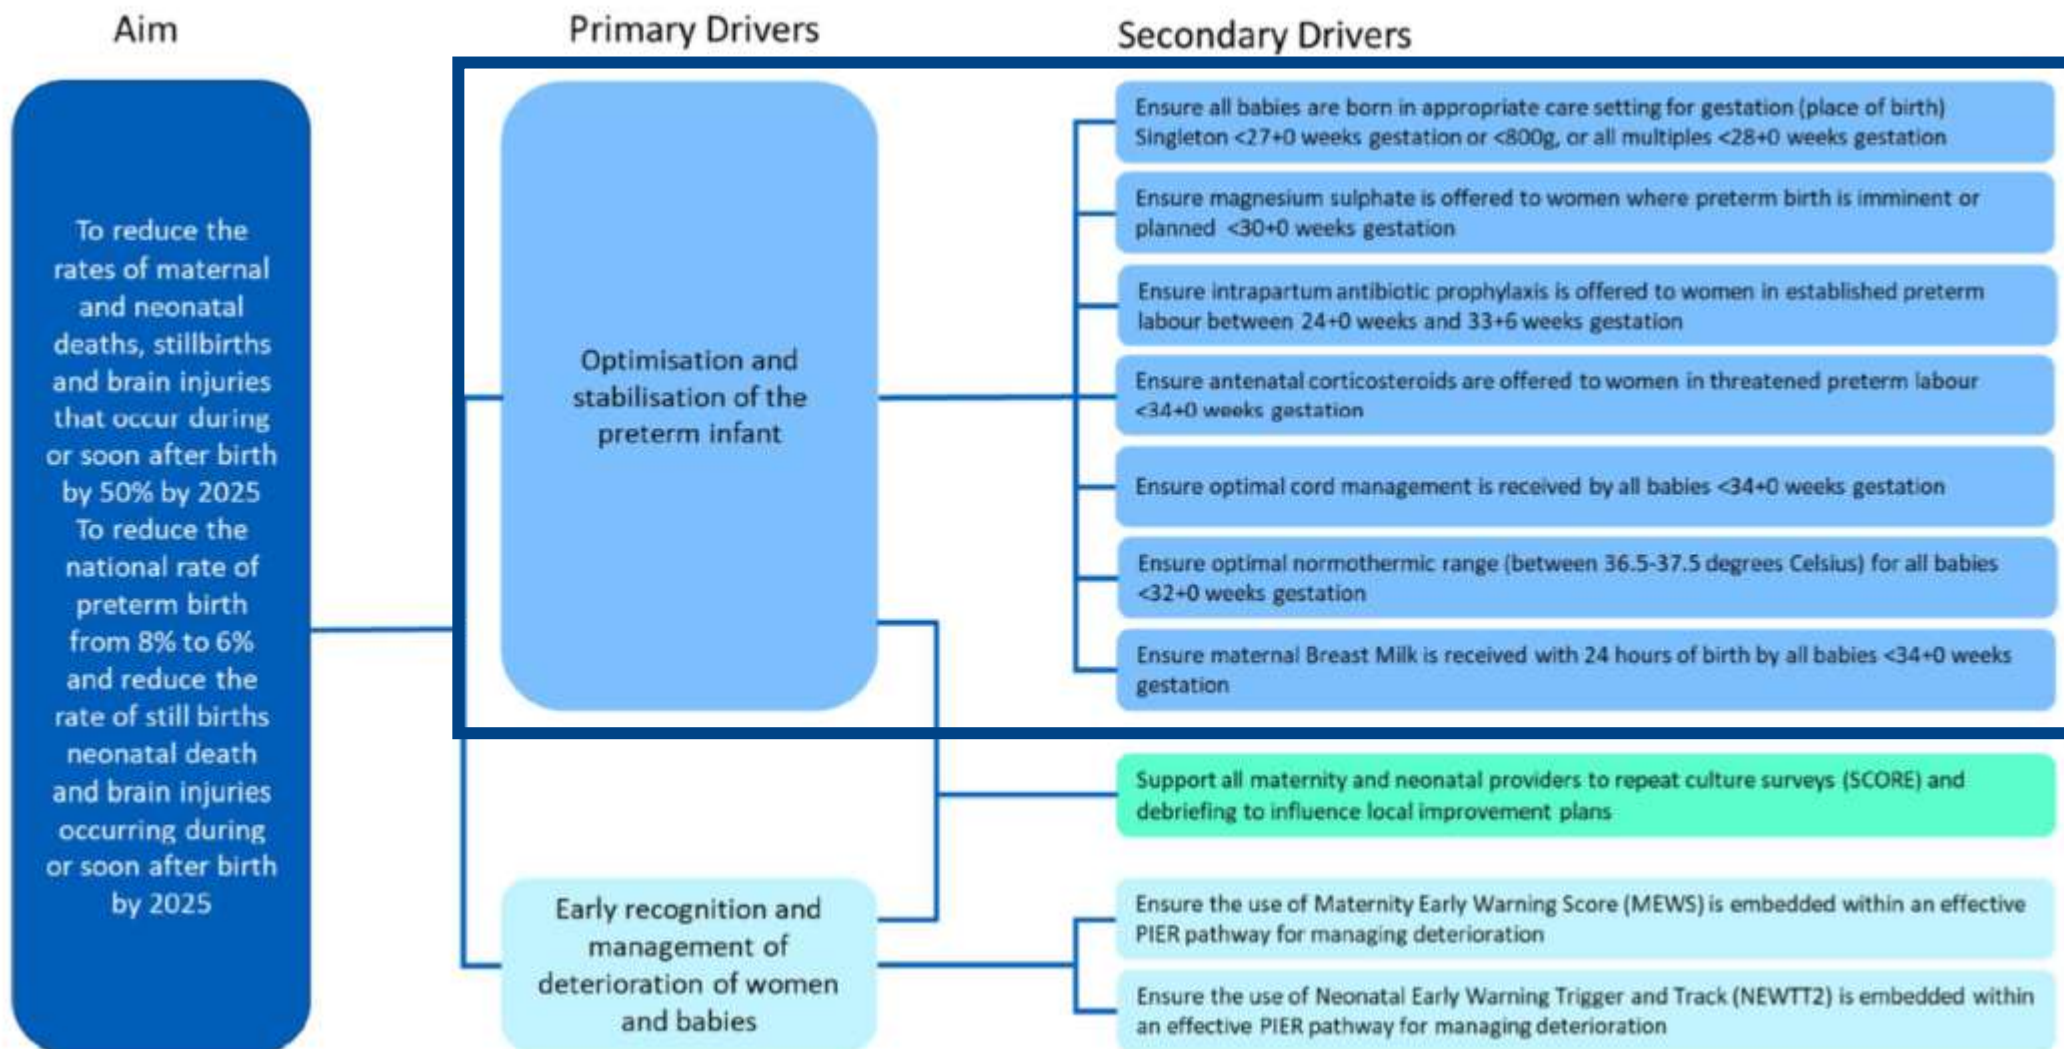 Aim
Primary Drivers
Secondary Drivers
To reduce the
rates of maternal
and neonatal
deaths, stillbirths
and brain injuries
that occur during
or soon after birth
by 50% by 2025
To reduce the
national rate of
preterm birth
from 8% to 6%
and reduce the
rate of still births
neonatal death
and brain injuries
occurring during
or soon after birth
by 2025
Optimisation and
stabilisation of the
preterm infant
Ensure all babies are born in appropriate care setting for gestation (place of birth)
Singleton <27+0 weeks gestation or <800g, or all multiples <28+0 weeks gestation
Ensure magnesium sulphate is offered to women where preterm birth is imminent or
planned <30+0 weeks gestation
Ensure intrapartum antibiotic prophylaxis is offered to women in established preterm
labour between 24+0 weeks and 33+6 weeks gestation
Ensure antenatal corticosteroids are offered to women in threatened preterm labour
<34+0 weeks gestation
Ensure optimal cord management is received by all babies <34+0 weeks gestation
Ensure optimal normothermic range (between 36.5-37.5 degrees Celsius) for all babies
<32+0 weeks gestation
Ensure maternal Breast Milk is received with 24 hours of birth by all babies <34+0 weeks
gestation
Support all maternity and neonatal providers to repeat culture surveys (SCORE) and
debriefing to influence local improvement plans
Early recognition and
management of
deterioration of women
and babies
Ensure the use of Maternity Early Warning Score (MEWS) is embedded within an effective
PIER pathway for managing deterioration
Ensure the use of Neonatal Early Warning Trigger and Track (NEWTT2) is embedded within
an effective PIER pathway for managing deterioration